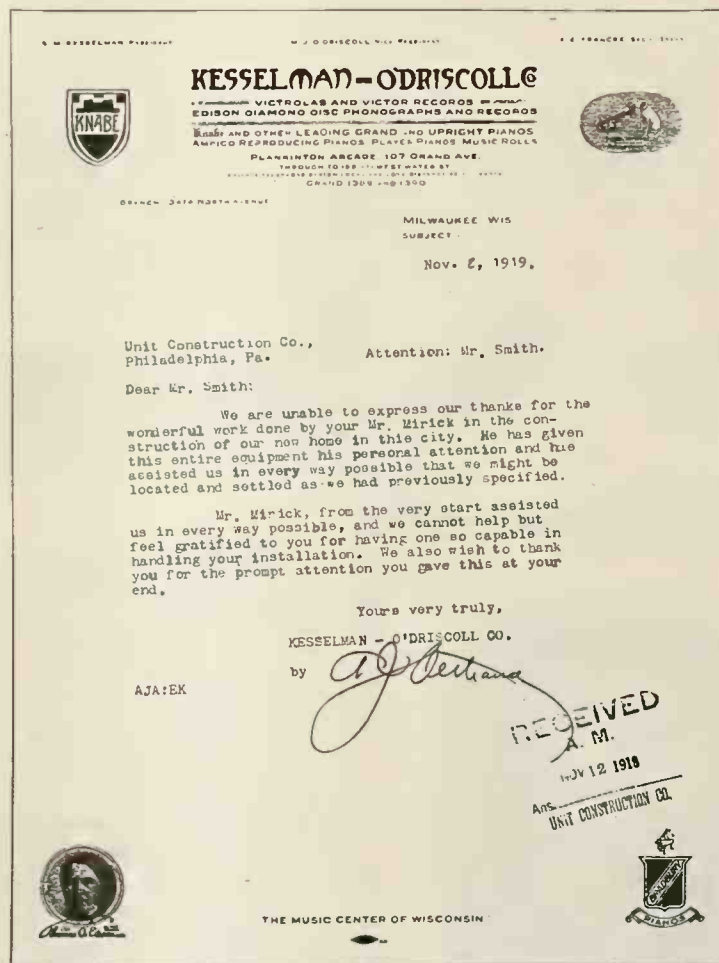 KESSELMAN-O'DRISCOLL Co
VICTROLAS AND VICTOR RECORDS
EDISON DIAMOND DISC PHONOGRAPHS AND RECORDS
Knabe AND OTHER LEADING GRAND AND UPRIGHT PIANOS
AMPICO REPRODUCING PIANOS PLAYER PIANOS MUSIC ROLLS
PLANKINTON ARCADE, 107 GRAND AVE.
GRAND 1309 AND 1390
KNABE
MILWAUKEE WIS
SUBJECT
Nov. 8, 1919.
Unit Construction Co.,
Philadelphia, Pa.
Attention: Mr. Smith.
Dear Mr. Smith:
We are unable to express our thanks for the
wonderful work done by your Mr. Mirick in the con-
struction of our new home in this city. He has given
this entire equipment his personal attention and has
assisted us in every way possible that we might be
located and settled as we had previously specified.
Mr. Mirick, from the very start assisted
us in every way possible, and we cannot help but
feel gratified to you for having one so capable in
handling your installation. We also wish to thank
you for the prompt attention you gave this at your
end.
Yours very truly,
KESSELMAN - O'DRISCOLL CO.
by
AJA:EK
RECEIVED
A. M.
NOV 12 1919
Ans.
UNIT CONSTRUCTION CO.
BRADBURY
PIANOS
THE MUSIC CENTER OF WISCONSIN